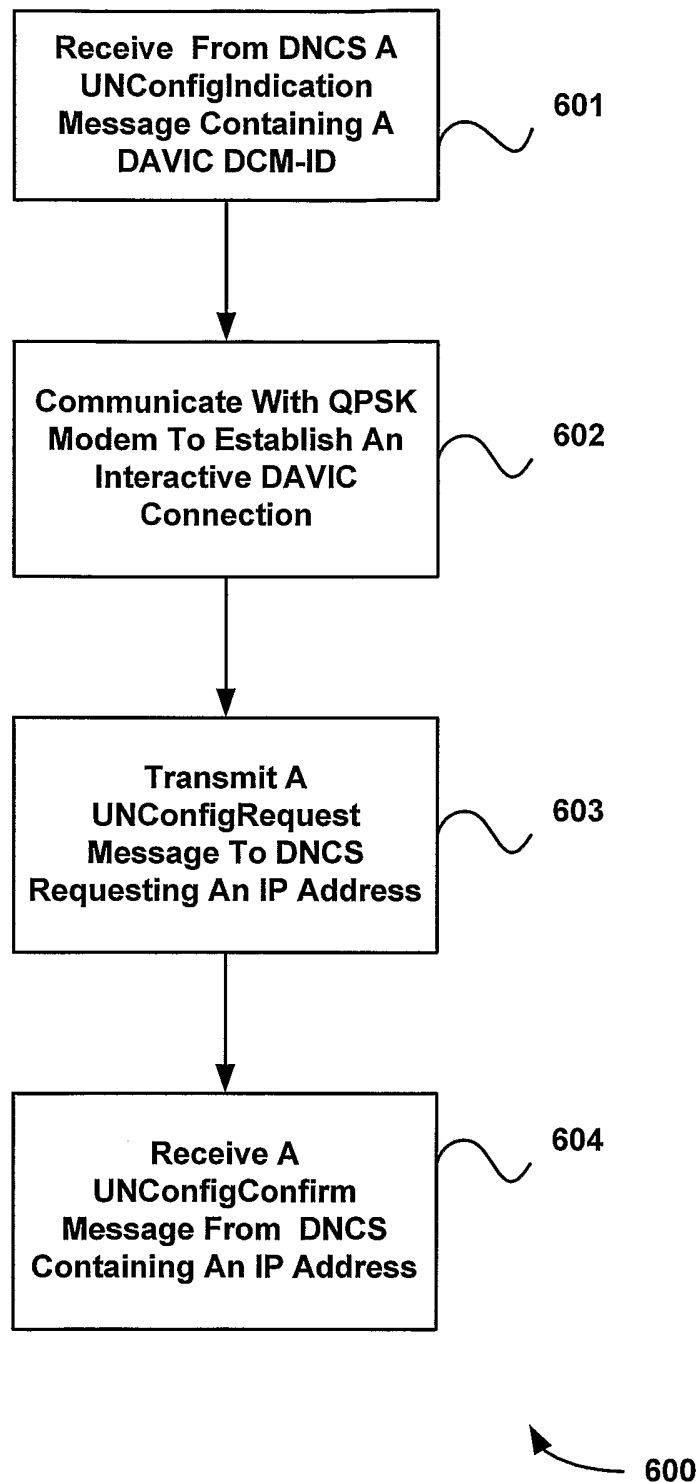 Receive From DNCS A
UNConfigIndication
Message Containing A
DAVIC DCM-ID
601
Communicate With QPSK
Modem To Establish An
Interactive DAVIC
Connection
602
Transmit A
UNConfigRequest
Message To DNCS
Requesting An IP Address
603
Receive A
UNConfigConfirm
Message From DNCS
Containing An IP Address
604
600